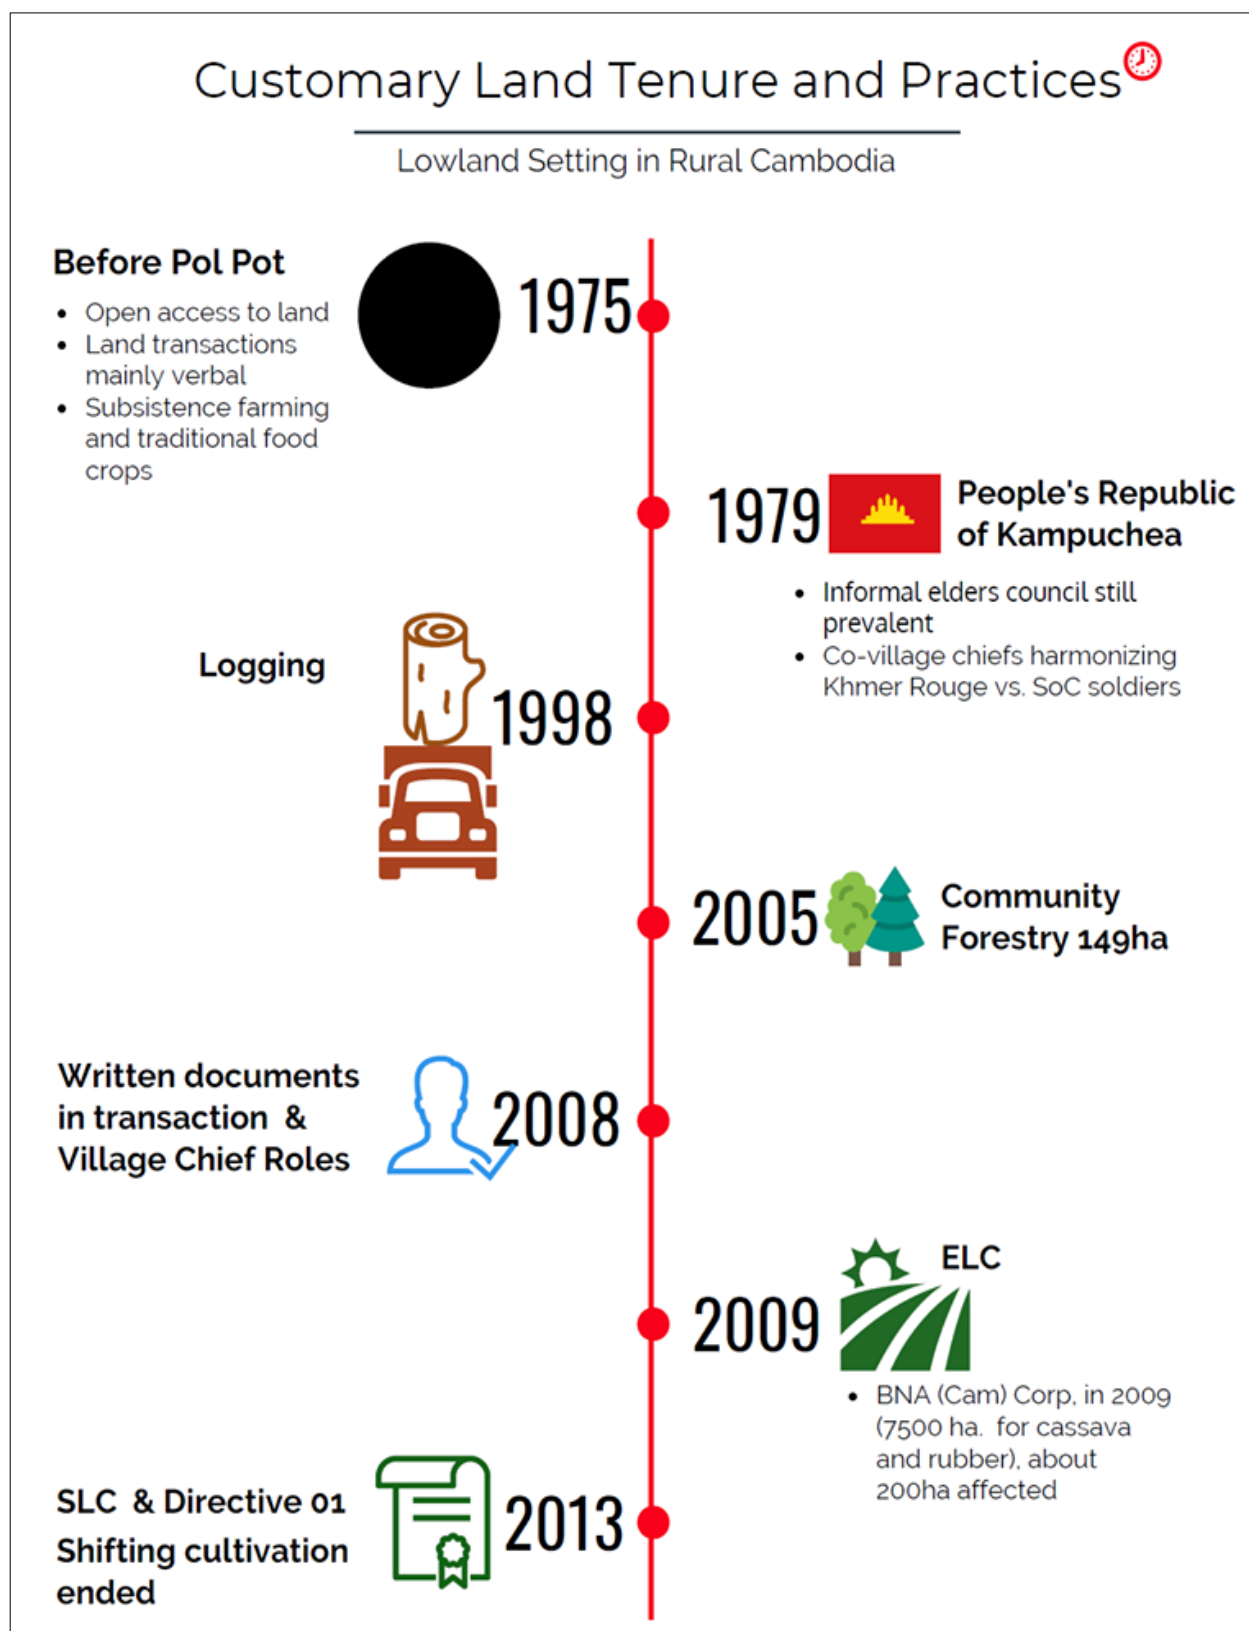 Customary Land Tenure and Practices
Lowland Setting in Rural Cambodia
Before Pol Pot
• Open access to land
• Land transactions
mainly verbal
• Subsistence farming
and traditional food
crops
1975
1979
People's Republic
of Kampuchea
• Informal elders council still
prevalent
• Co-village chiefs harmonizing
Khmer Rouge vs. SoC soldiers
Logging
1998
2005
Community
Forestry 149ha
Written documents
in transaction &
Village Chief Roles
2008
2009
ELC
• BNA (Cam) Corp, in 2009
(7500 ha. for cassava
and rubber), about
200ha affected
SLC & Directive 01
Shifting cultivation
ended
2013